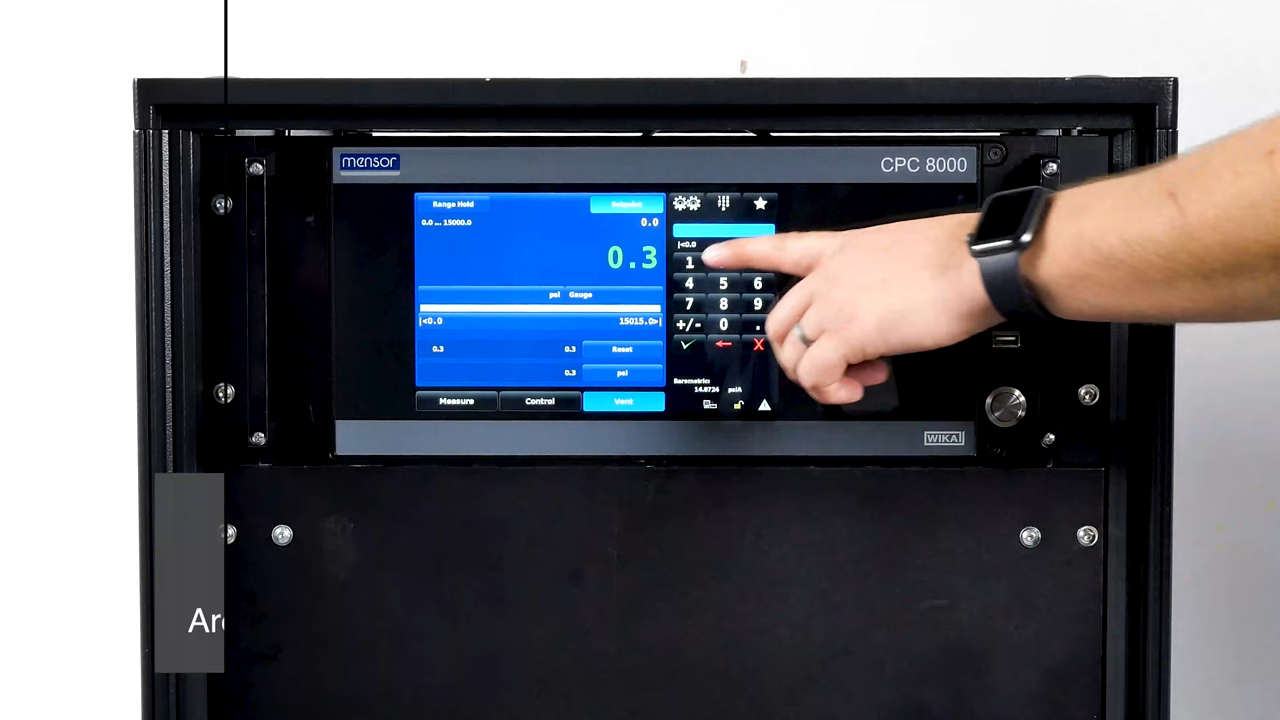 mensor
CPC 8000
Range Hold
Setpoint
0.0 ... 15000.0
0.0
0.3
psi Gauge
|<0.0
15015.0>|
0.3
0.3
Reset
0.3
psi
Measure
Control
Vent
|<0.0
1
4 5 6
7 8 9
+/- 0 .
X
Barometric:
14.8724 psiA
WIKA